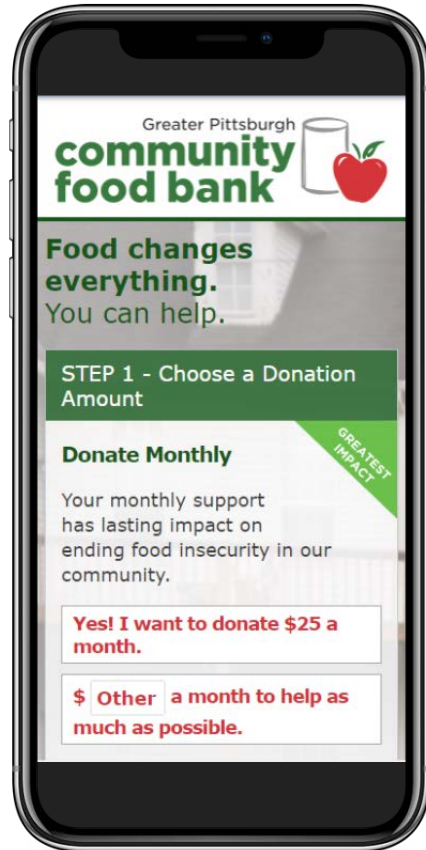 Greater Pittsburgh
community
food bank
Food changes
everything.
You can help.
STEP 1 - Choose a Donation
Amount
GREATEST
IMPACT
Donate Monthly
Your monthly support
has lasting impact on
ending food insecurity in our
community.
Yes! I want to donate $25 a
month.
$ Other a month to help as
much as possible.